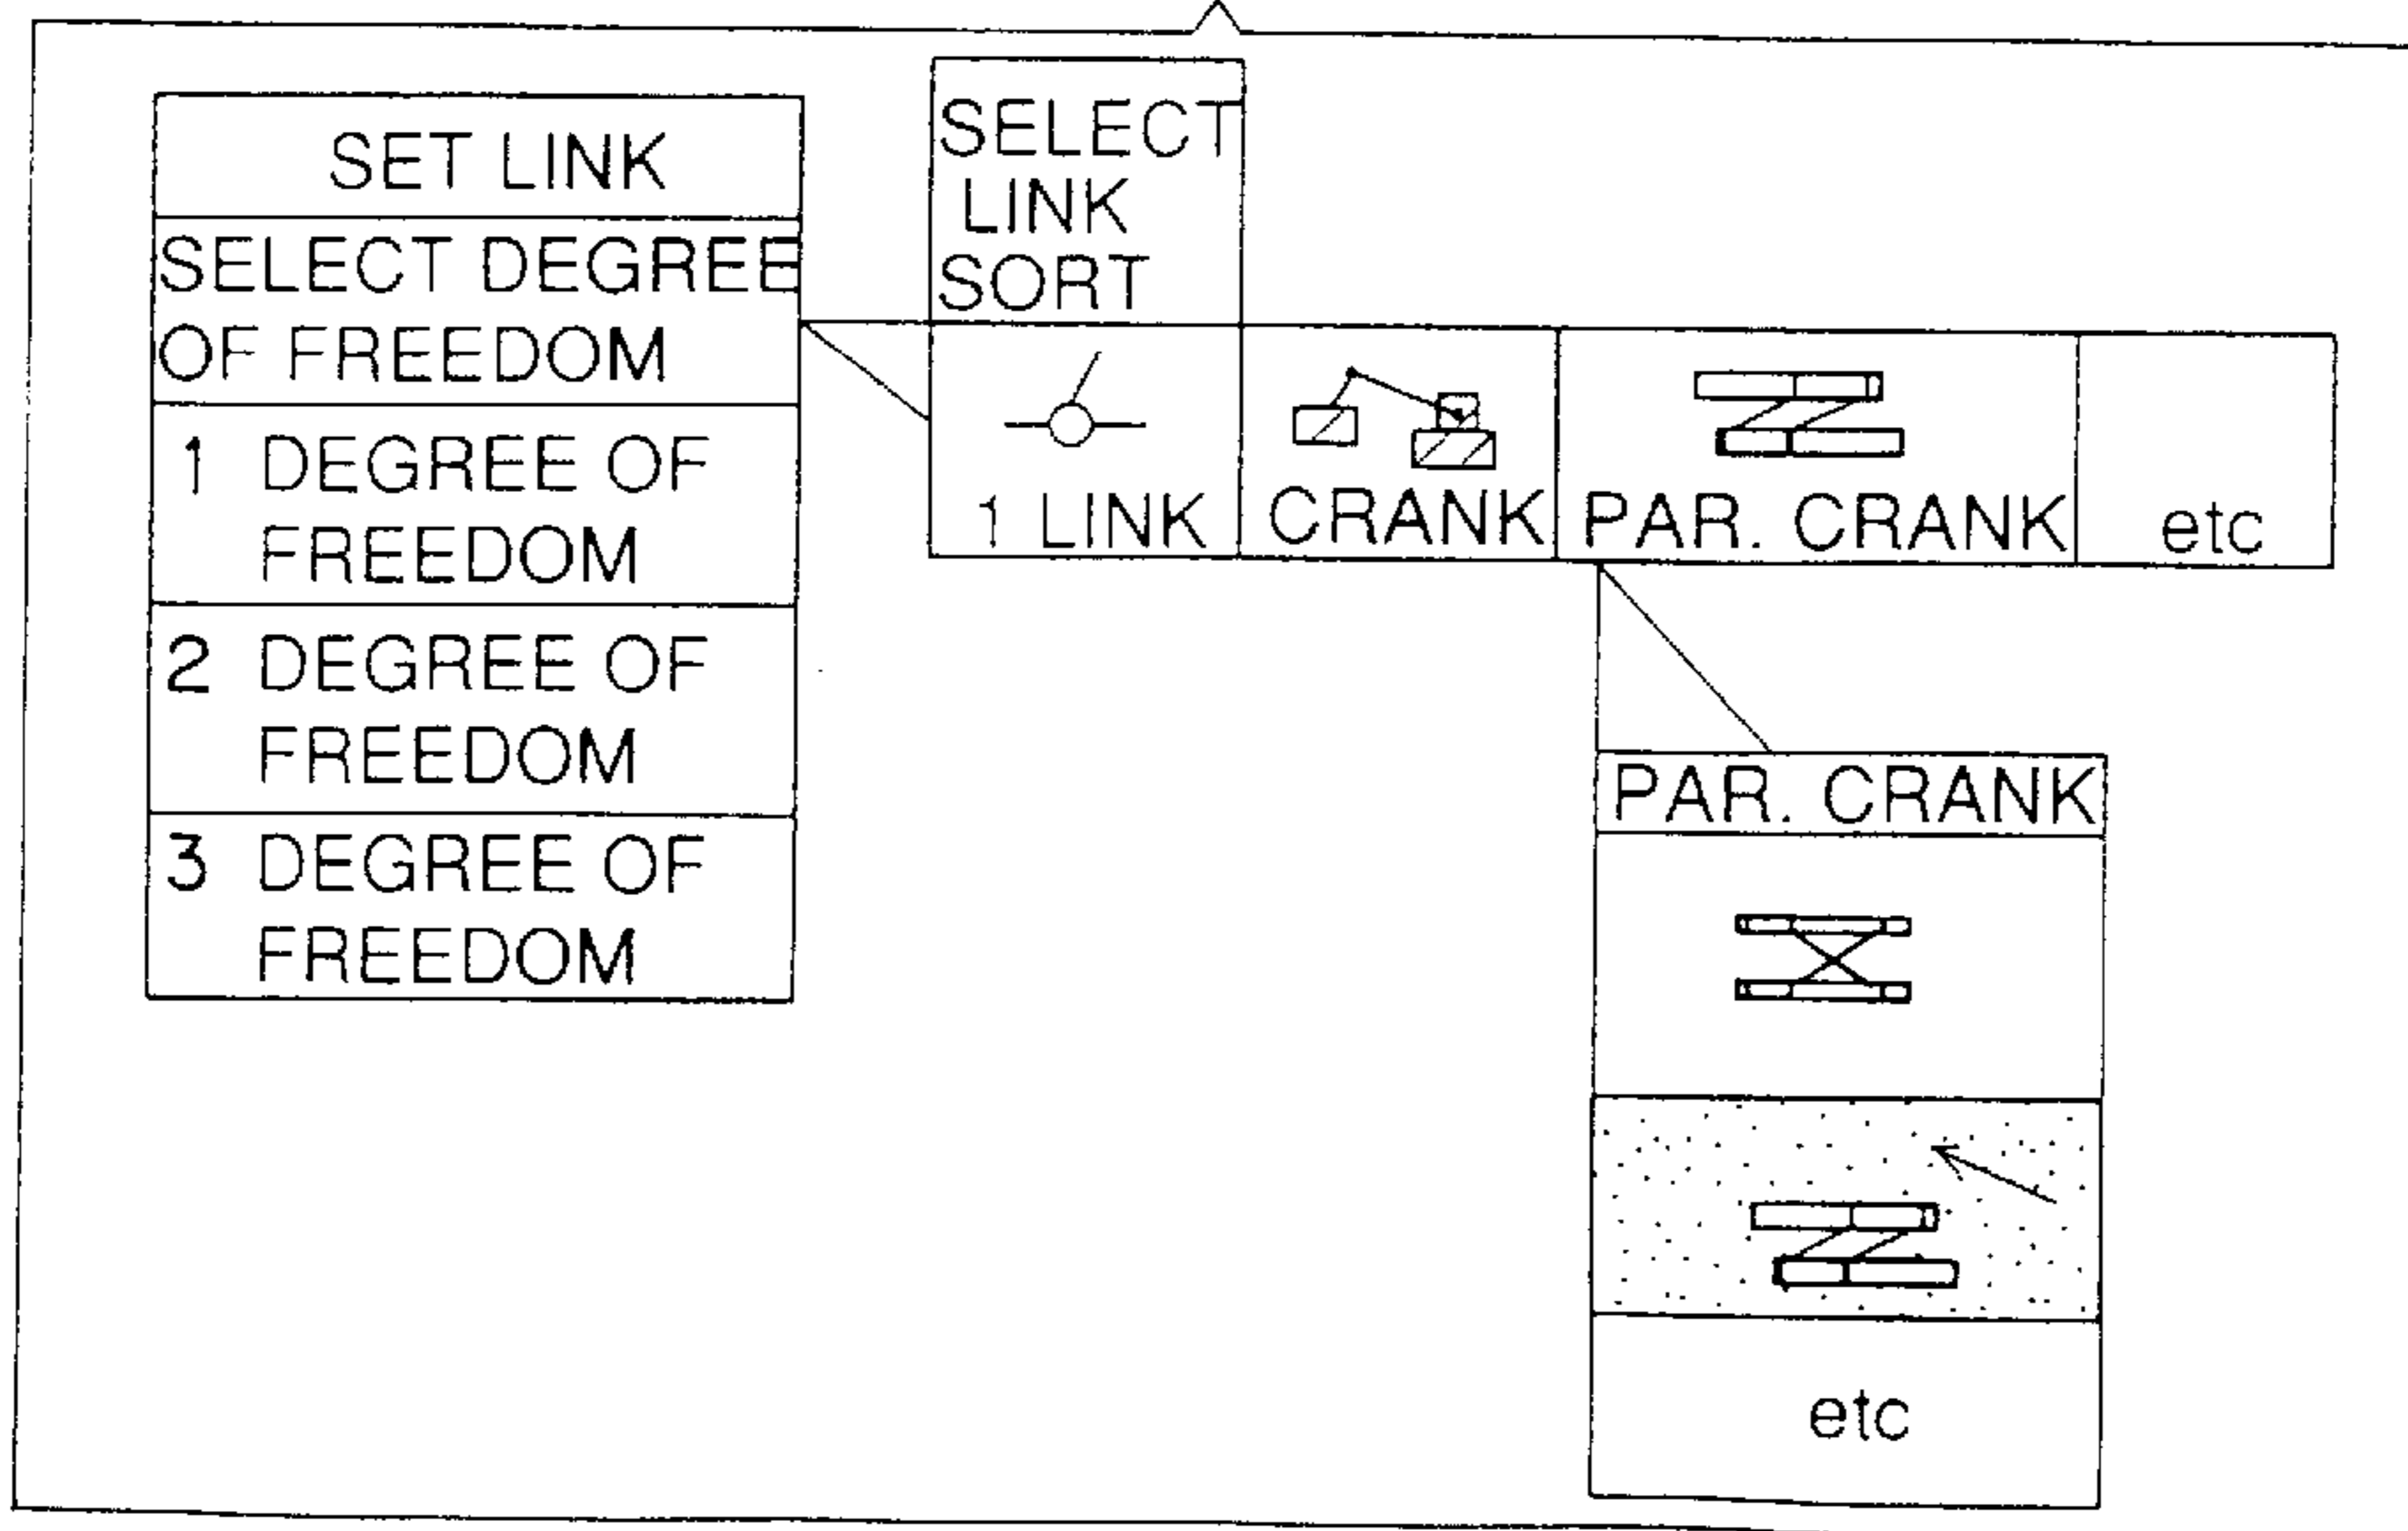 SET LINK
SELECT DEGREE
OF FREEDOM
1 DEGREE OF
FREEDOM
2 DEGREE OF
FREEDOM
3 DEGREE OF
FREEDOM
SELECT
LINK
SORT
1 LINK
CRANK
PAR. CRANK
etc
PAR. CRANK
etc